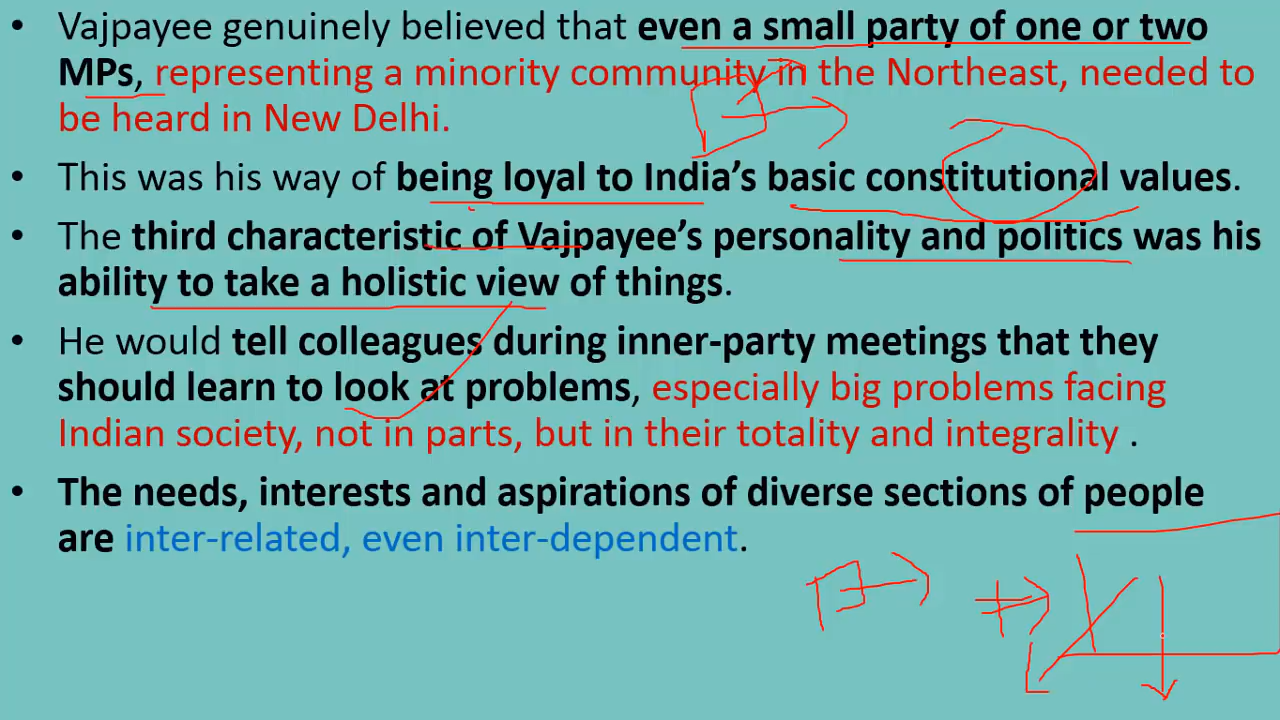 • Vajpayee genuinely believed that even a small party of one or two
MPs, representing a minority community in the Northeast, needed to
be heard in New Delhi.
• This was his way of being loyal to India's basic constitutional values.
• The third characteristic of Vajpayee's personality and politics was his
ability to take a holistic view of things.
• He would tell colleagues during inner-party meetings that they
should learn to look at problems, especially big problems facing
Indian society, not in parts, but in their totality and integrality .
• The needs, interests and aspirations of diverse sections of people
are inter-related, even inter-dependent.